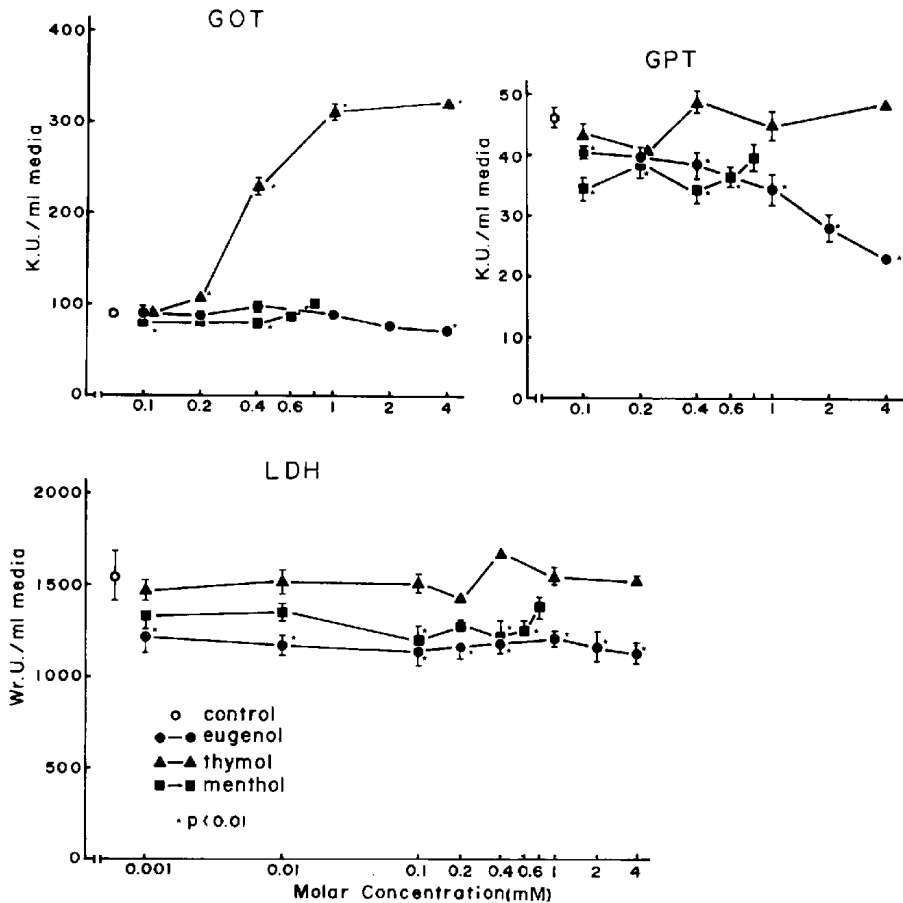 GOT
400
300
200
100
0
K.U./ml media
0.1 0.2 0.4 0.6 1 2 4
GPT
50
40
30
20
10
0
K.U./ml media
0.1 0.2 0.4 0.6 1 2 4
LDH
2000
1500
1000
500
0
Wr.U./ml media
control
eugenol
thymol
menthol
* p<0.01
0.001 0.01 0.1 0.2 0.4 0.6 1 2 4
Molar Concentration(mM)